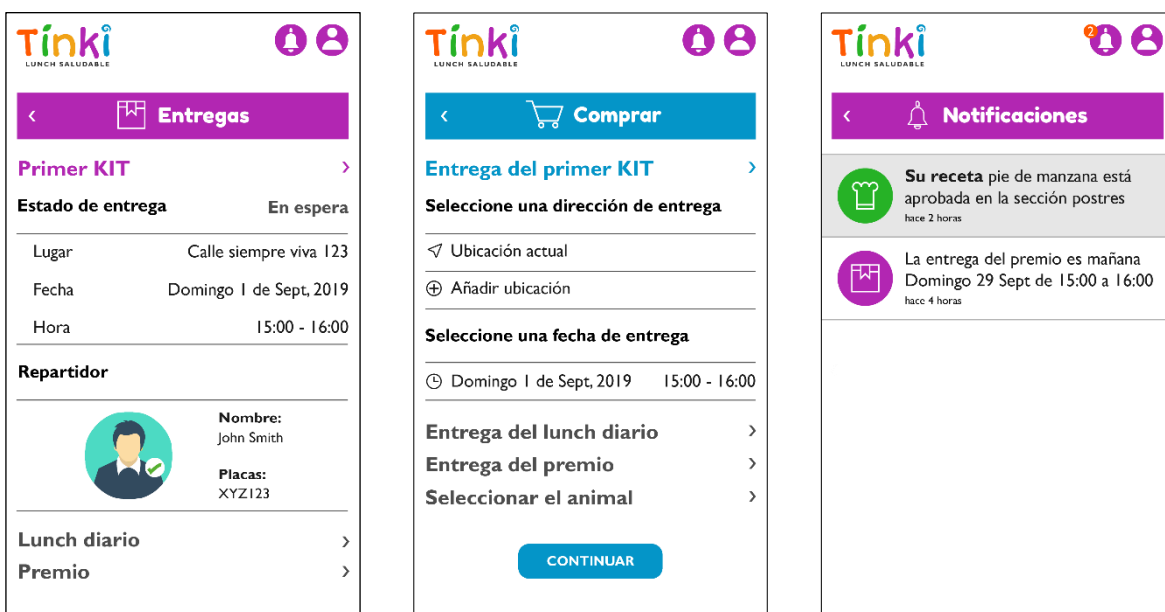 Tinki
LUNCH SALUDABLE
Entregas
Primer KIT
Estado de entrega En espera
Lugar Calle siempre viva 123
Fecha Domingo 1 de Sept, 2019
Hora 15:00 - 16:00
Repartidor
Nombre:
John Smith
Placas:
XYZ123
Lunch diario
Premio
Tinki
LUNCH SALUDABLE
Comprar
Entrega del primer KIT
Seleccione una dirección de entrega
Ubicación actual
Añadir ubicación
Seleccione una fecha de entrega
Domingo 1 de Sept, 2019 15:00 - 16:00
Entrega del lunch diario
Entrega del premio
Seleccionar el animal
CONTINUAR
Tinki
LUNCH SALUDABLE
2
Notificaciones
Su receta pie de manzana está
aprobada en la sección postres
hace 2 horas
La entrega del premio es mañana
Domingo 29 Sept de 15:00 a 16:00
hace 4 horas